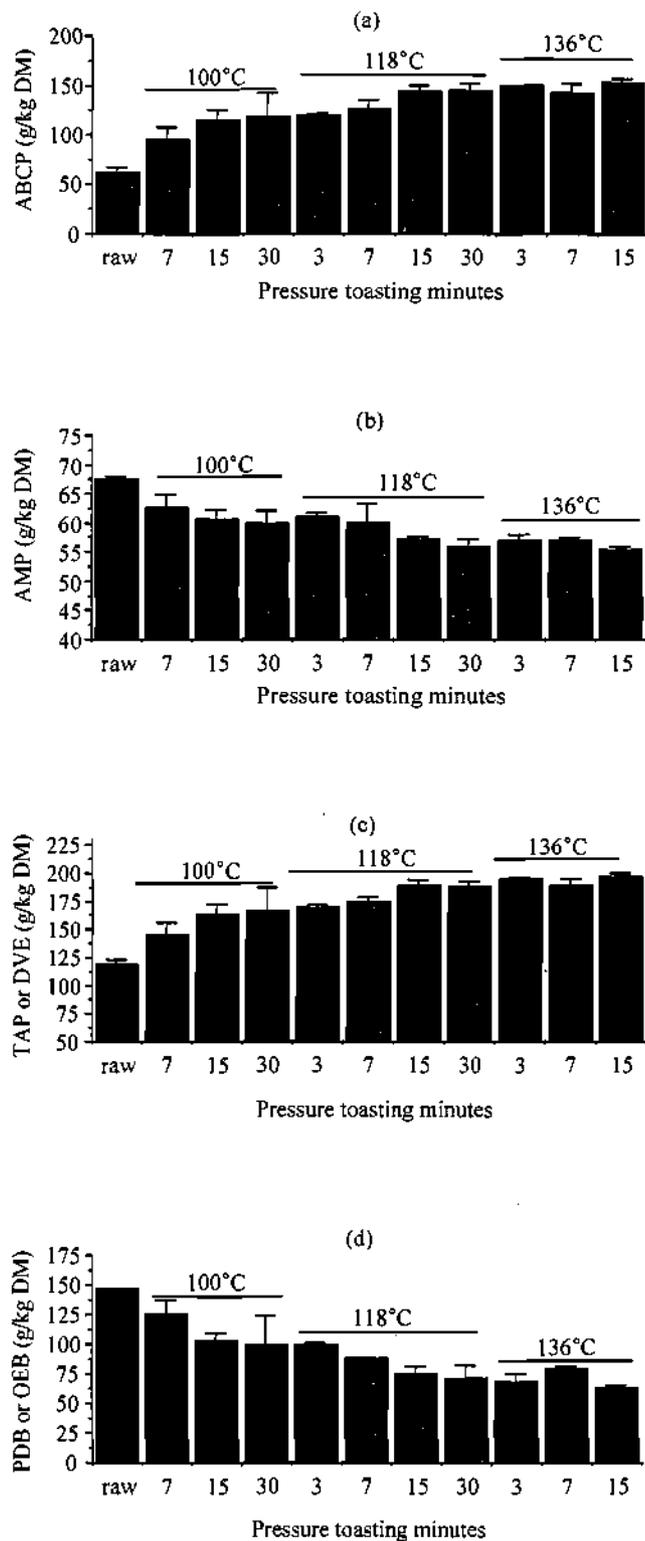 (a)
ABCP (g/kg DM)
200
150
100
50
0
100°C
118°C
136°C
raw 7 15 30 3 7 15 30 3 7 15
Pressure toasting minutes
(b)
AMP (g/kg DM)
75
70
65
60
55
50
45
40
100°C
118°C
136°C
raw 7 15 30 3 7 15 30 3 7 15
Pressure toasting minutes
(c)
TAP or DVE (g/kg DM)
225
200
175
150
125
100
75
50
100°C
118°C
136°C
raw 7 15 30 3 7 15 30 3 7 15
Pressure toasting minutes
(d)
PDB or OEB (g/kg DM)
175
150
125
100
75
50
25
0
100°C
118°C
136°C
raw 7 15 30 3 7 15 30 3 7 15
Pressure toasting minutes